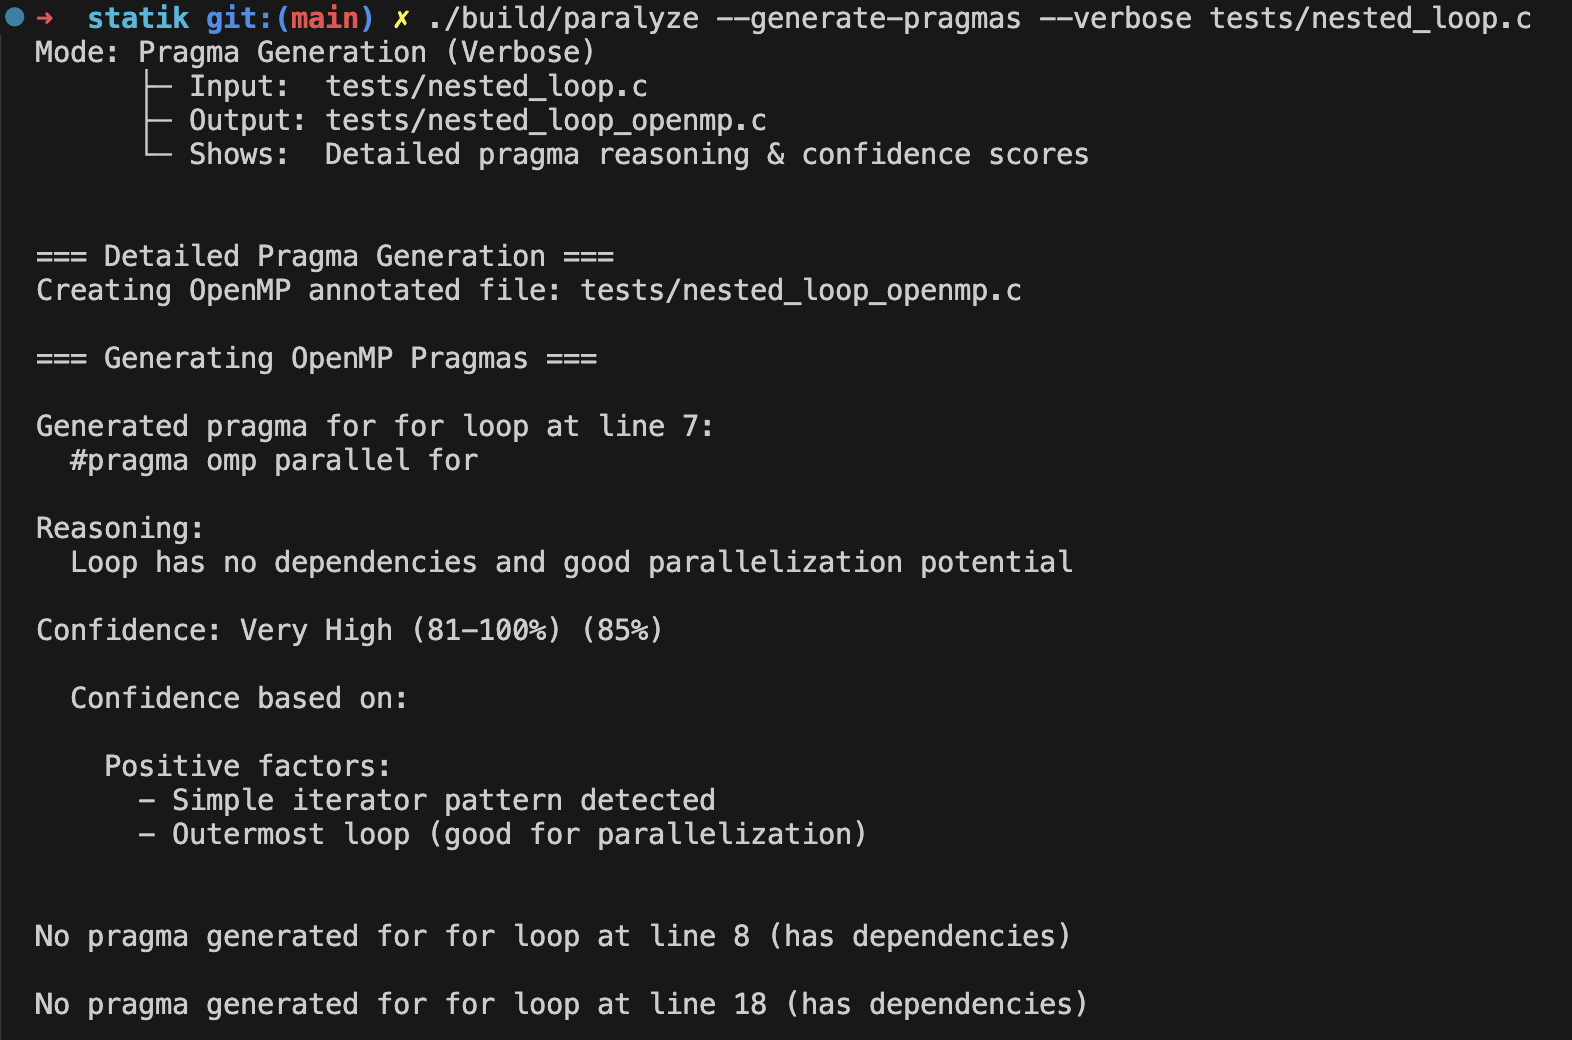 ➜  statik git:(main) ✗ ./build/paralyze --generate-pragmas --verbose tests/nested_loop.c
Mode: Pragma Generation (Verbose)
├─ Input:  tests/nested_loop.c
├─ Output: tests/nested_loop_openmp.c
└─ Shows:  Detailed pragma reasoning & confidence scores
=== Detailed Pragma Generation ===
Creating OpenMP annotated file: tests/nested_loop_openmp.c
=== Generating OpenMP Pragmas ===
Generated pragma for for loop at line 7:
#pragma omp parallel for
Reasoning:
Loop has no dependencies and good parallelization potential
Confidence: Very High (81-100%) (85%)
Confidence based on:
Positive factors:
- Simple iterator pattern detected
- Outermost loop (good for parallelization)
No pragma generated for for loop at line 8 (has dependencies)
No pragma generated for for loop at line 18 (has dependencies)